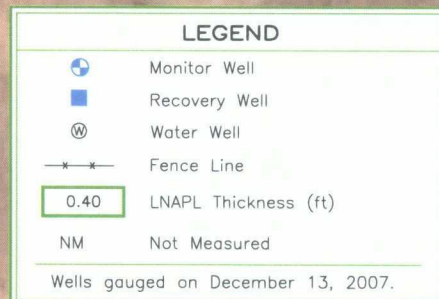 LEGEND
Monitor Well
Recovery Well
W Water Well
Fence Line
0.40 LNAPL Thickness (ft)
NM Not Measured
Wells gauged on December 13, 2007.